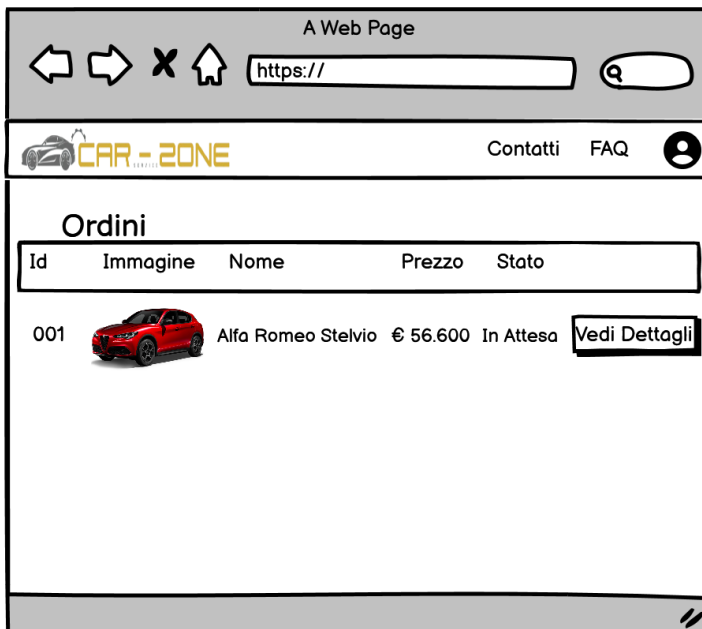 A Web Page
https://
CAR-ZONE
SERVICE
Contatti FAQ
Ordini
Id Immagine Nome Prezzo Stato
001 Alfa Romeo Stelvio € 56.600 In Attesa Vedi Dettagli